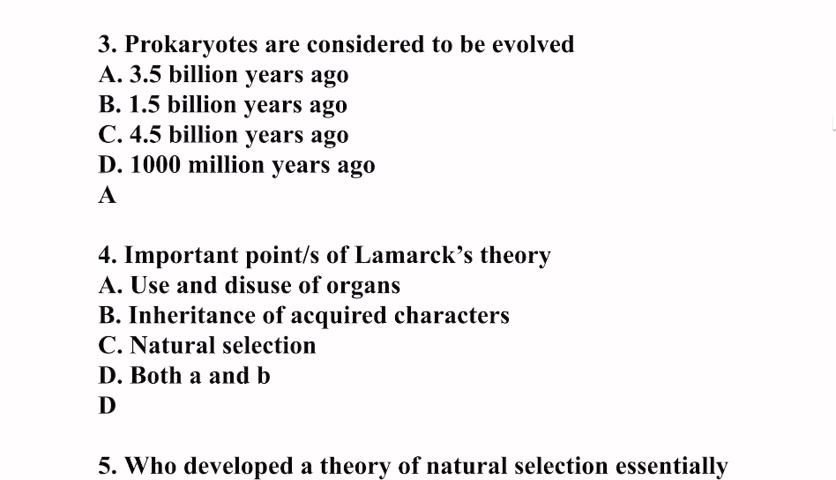 3. Prokaryotes are considered to be evolved
A. 3.5 billion years ago
B. 1.5 billion years ago
C. 4.5 billion years ago
D. 1000 million years ago
A
4. Important point/s of Lamarck’s theory
A. Use and disuse of organs
B. Inheritance of acquired characters
C. Natural selection
D. Both a and b
D
5. Who developed a theory of natural selection essentially